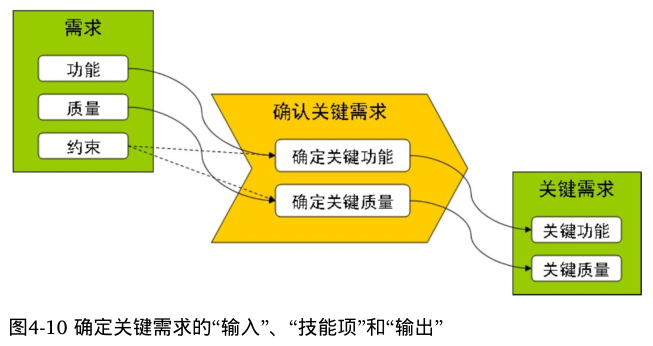 需求
功能
质量
约束
确认关键需求
确定关键功能
确定关键质量
关键需求
关键功能
关键质量
图4-10 确定关键需求的“输入”、“技能项”和“输出”